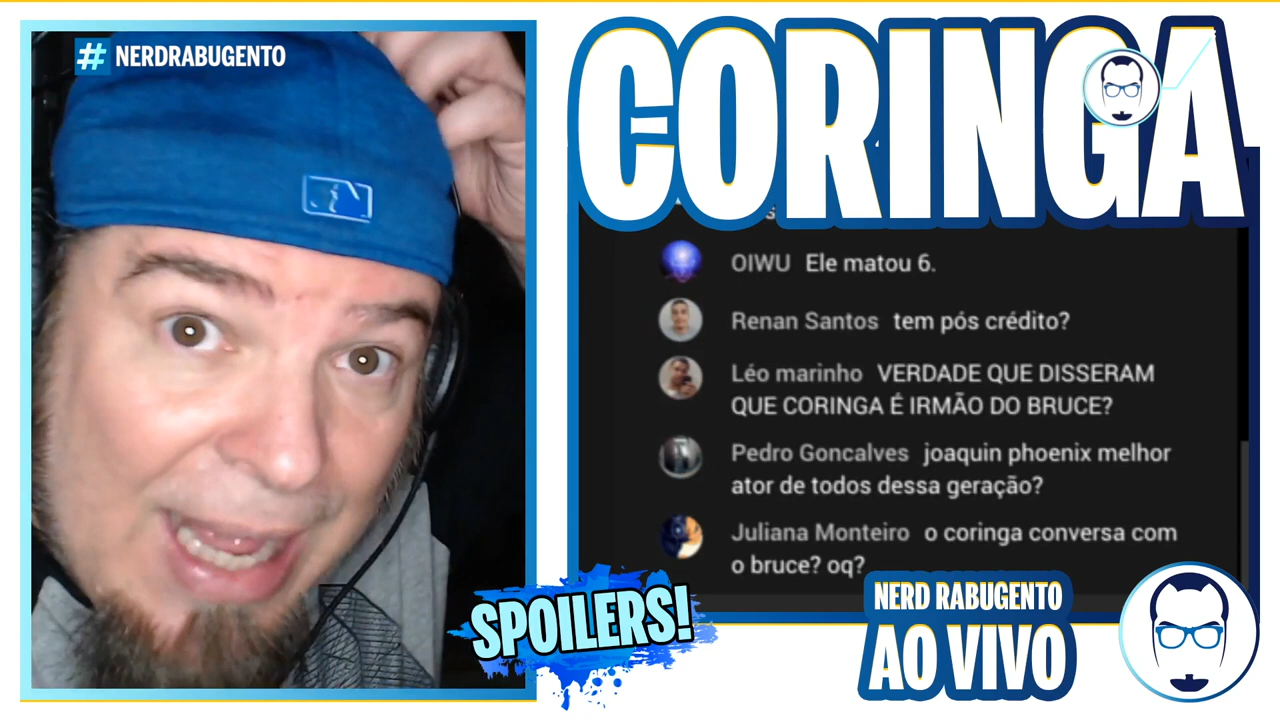 # NERDRABUGENTO
CORINGA
OIWU Ele matou 6.
Renan Santos tem pós crédito?
Léo marinho VERDADE QUE DISSERAM
QUE CORINGA É IRMÃO DO BRUCE?
Pedro Goncalves joaquin phoenix melhor
ator de todos dessa geração?
Juliana Monteiro o coringa conversa com
o bruce? oq?
SPOILERS!
NERD RABUGENTO
AO VIVO